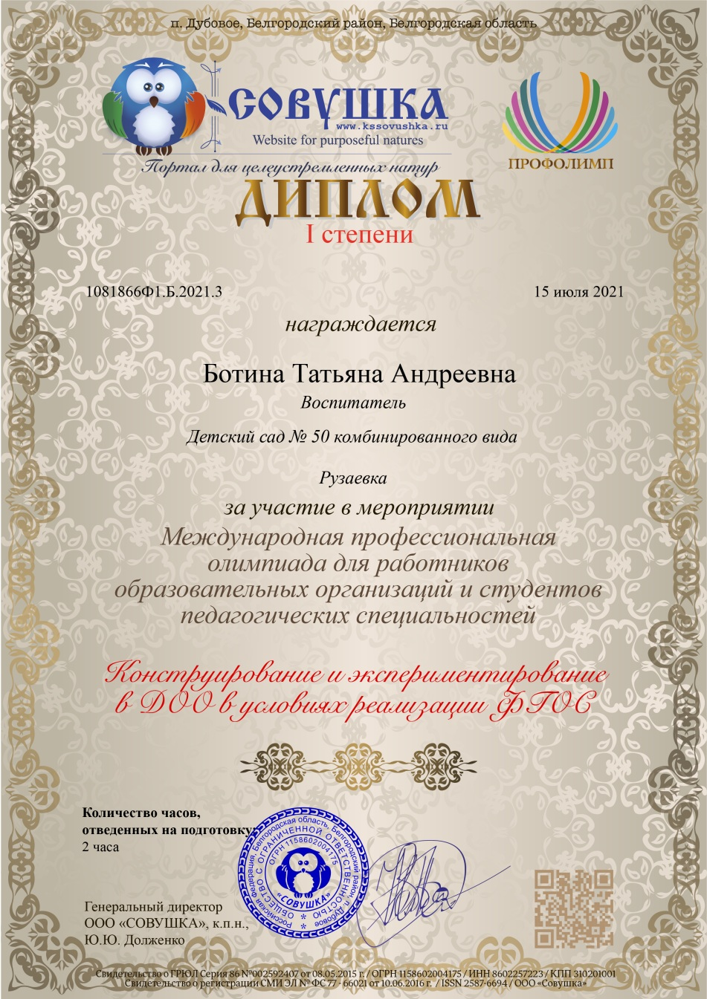 п. Дубовое, Белгородский район, Белгородская область
СОВУШКА
www.kssovushka.ru
Website for purposeful natures
Портал для целеустремленных натур
ПРОФОЛИМП
ДИПЛОМ
I степени
1081866Ф1.Б.2021.3
15 июля 2021
награждается
Ботина Татьяна Андреевна
Воспитатель
Детский сад № 50 комбинированного вида
Рузаевка
за участие в мероприятии
Международная профессиональная
олимпиада для работников
образовательных организаций и студентов
педагогических специальностей
Конструирование и экспериментирование
в ДОО в условиях реализации ФГОС
Количество часов,
отведенных на подготовку:
2 часа
Российская Федерация, Белгородская область, Белгородский район, п. Дубовое
ОБЩЕСТВО С ОГРАНИЧЕННОЙ ОТВЕТСТВЕННОСТЬЮ
ОГРН 1158602004175
«СОВУШКА»
Генеральный директор
ООО «СОВУШКА», к.п.н.,
Ю.Ю. Долженко
Свидетельство о ГРЮЛ Серия 86 №002592407 от 08.05.2015 г. / ОГРН 1158602004175 / ИНН 8602257223 / КПП 310201001
Свидетельство о регистрации СМИ ЭЛ № ФС 77 - 66021 от 10.06.2016 г. / ISSN 2587-6694 / ООО «Совушка»